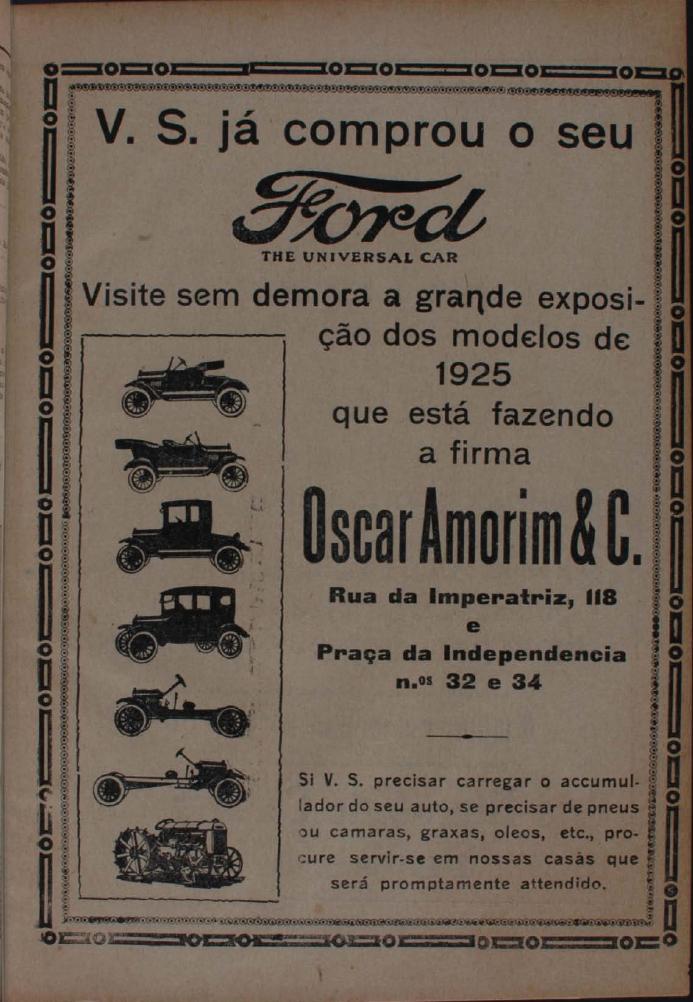 V. S. já comprou o seu
Ford
THE UNIVERSAL CAR
Visite sem demora a grande exposi-
ção dos modelos de
1925
que está fazendo
a firma
Oscar Amorim & C.
Rua da Imperatriz, 118
e
Praça da Independencia
n.ᵒˢ 32 e 34
Si V. S. precisar carregar o accumul-
lador do seu auto, se precisar de pneus
ou camaras, graxas, oleos, etc., pro-
cure servir-se em nossas casas que
será promptamente attendido.